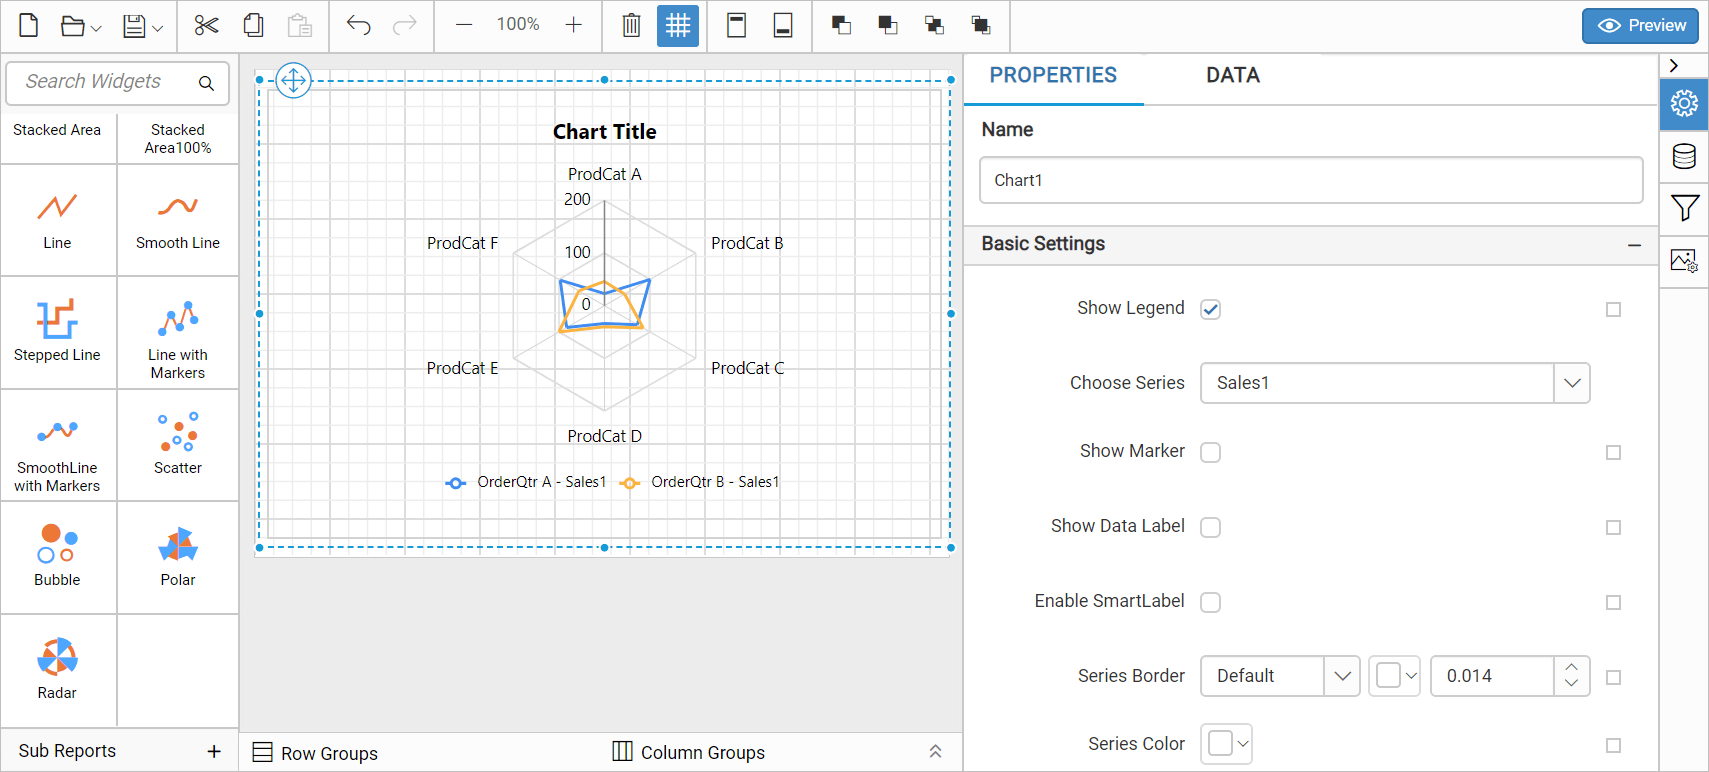 100%
Preview
Search Widgets
Stacked Area
Stacked
Area100%
Line
Smooth Line
Stepped Line
Line with
Markers
SmoothLine
with Markers
Scatter
Bubble
Polar
Radar
Sub Reports
Chart Title
ProdCat A
200
ProdCat F
ProdCat B
100
0
ProdCat E
ProdCat C
ProdCat D
OrderQtr A - Sales1
OrderQtr B - Sales1
Row Groups
Column Groups
PROPERTIES
DATA
Name
Chart1
Basic Settings
Show Legend
Choose Series
Sales1
Show Marker
Show Data Label
Enable SmartLabel
Series Border
Default
0.014
Series Color